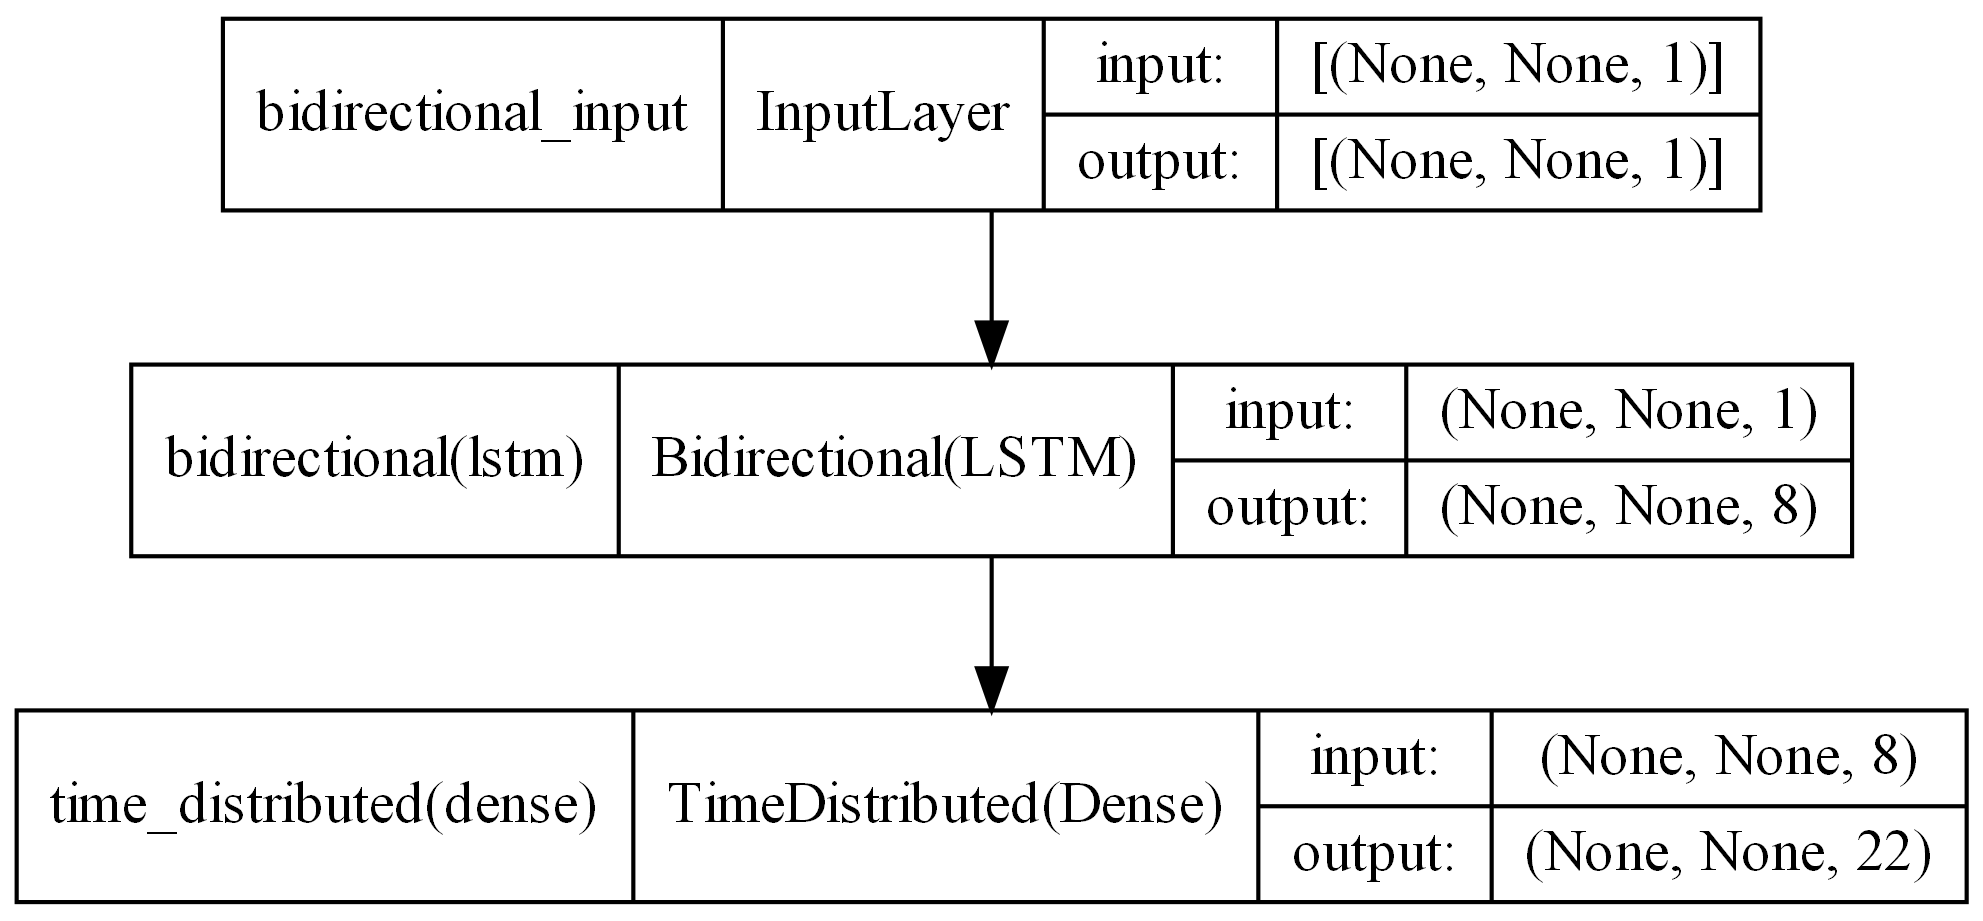 bidirectional_input InputLayer input: [(None, None, 1)]
output: [(None, None, 1)]
bidirectional(lstm) Bidirectional(LSTM) input: (None, None, 1)
output: (None, None, 8)
time_distributed(dense) TimeDistributed(Dense) input: (None, None, 8)
output: (None, None, 22)